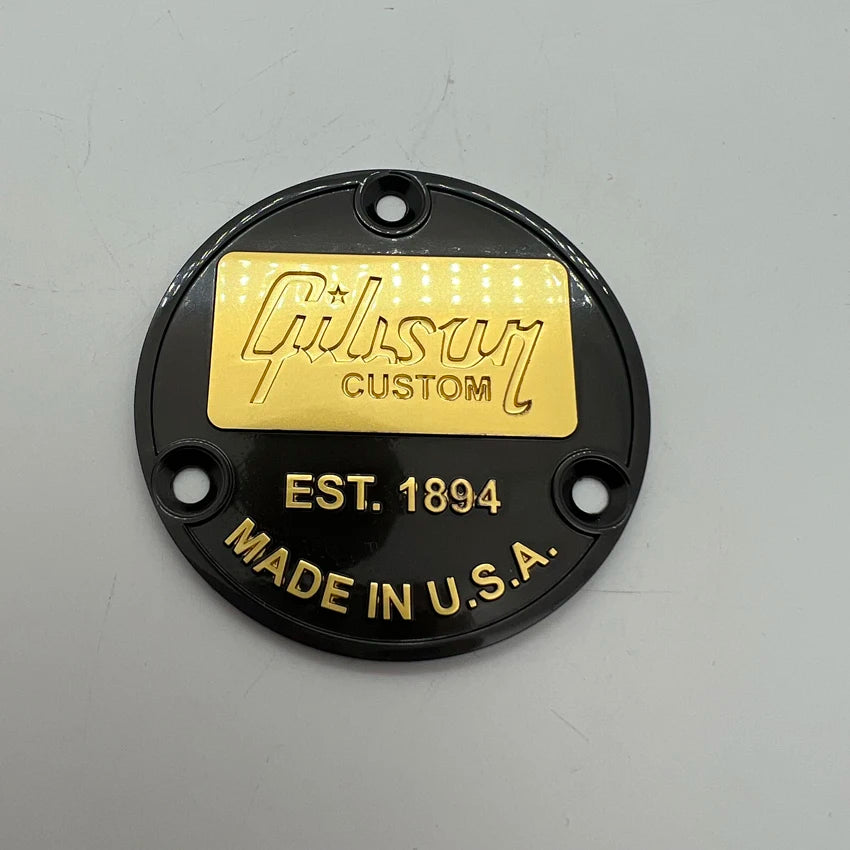 Gibson
CUSTOM
EST. 1894
MADE IN U.S.A.